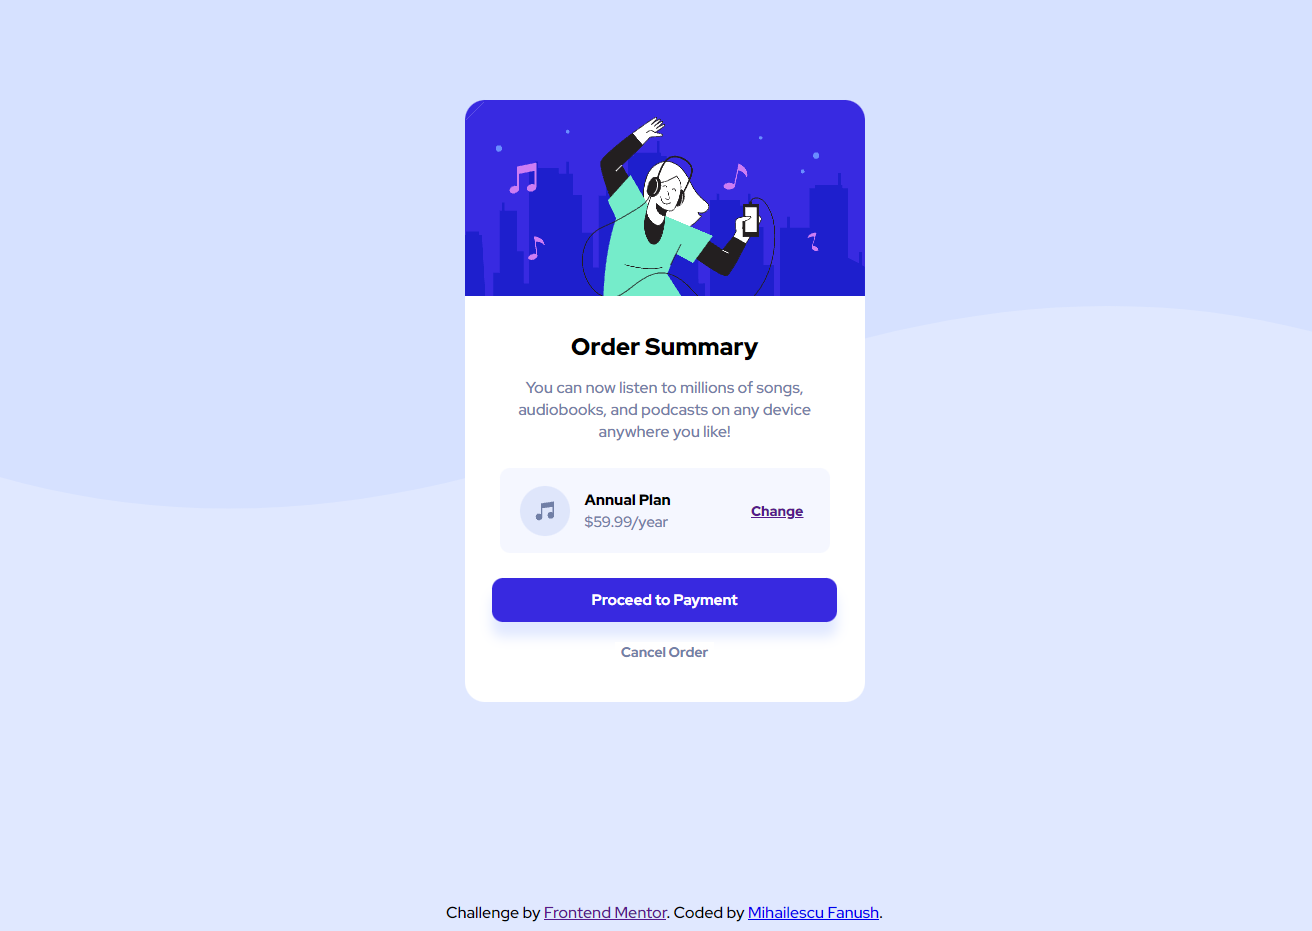 Order Summary
You can now listen to millions of songs,
audiobooks, and podcasts on any device
anywhere you like!
Annual Plan
$59.99/year
Change
Proceed to Payment
Cancel Order
Challenge by Frontend Mentor. Coded by Mihailescu Fanush.